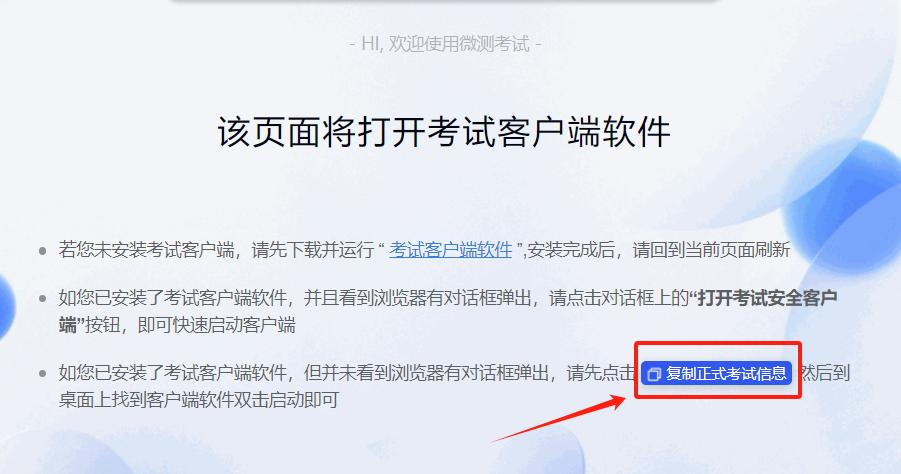 - HI, 欢迎使用微测考试 -
该页面将打开考试客户端软件
若您未安装考试客户端，请先下载并运行 “ 考试客户端软件 ”,安装完成后，请回到当前页面刷新
如您已安装了考试客户端软件，并且看到浏览器有对话框弹出，请点击对话框上的“打开考试安全客户
端”按钮，即可快速启动客户端
如您已安装了考试客户端软件，但并未看到浏览器有对话框弹出，请先点击 复制正式考试信息 然后到
桌面上找到客户端软件双击启动即可